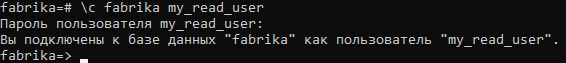 fabrika=# \c fabrika my_read_user
Пароль пользователя my_read_user:
Вы подключены к базе данных "fabrika" как пользователь "my_read_user".
fabrika=>